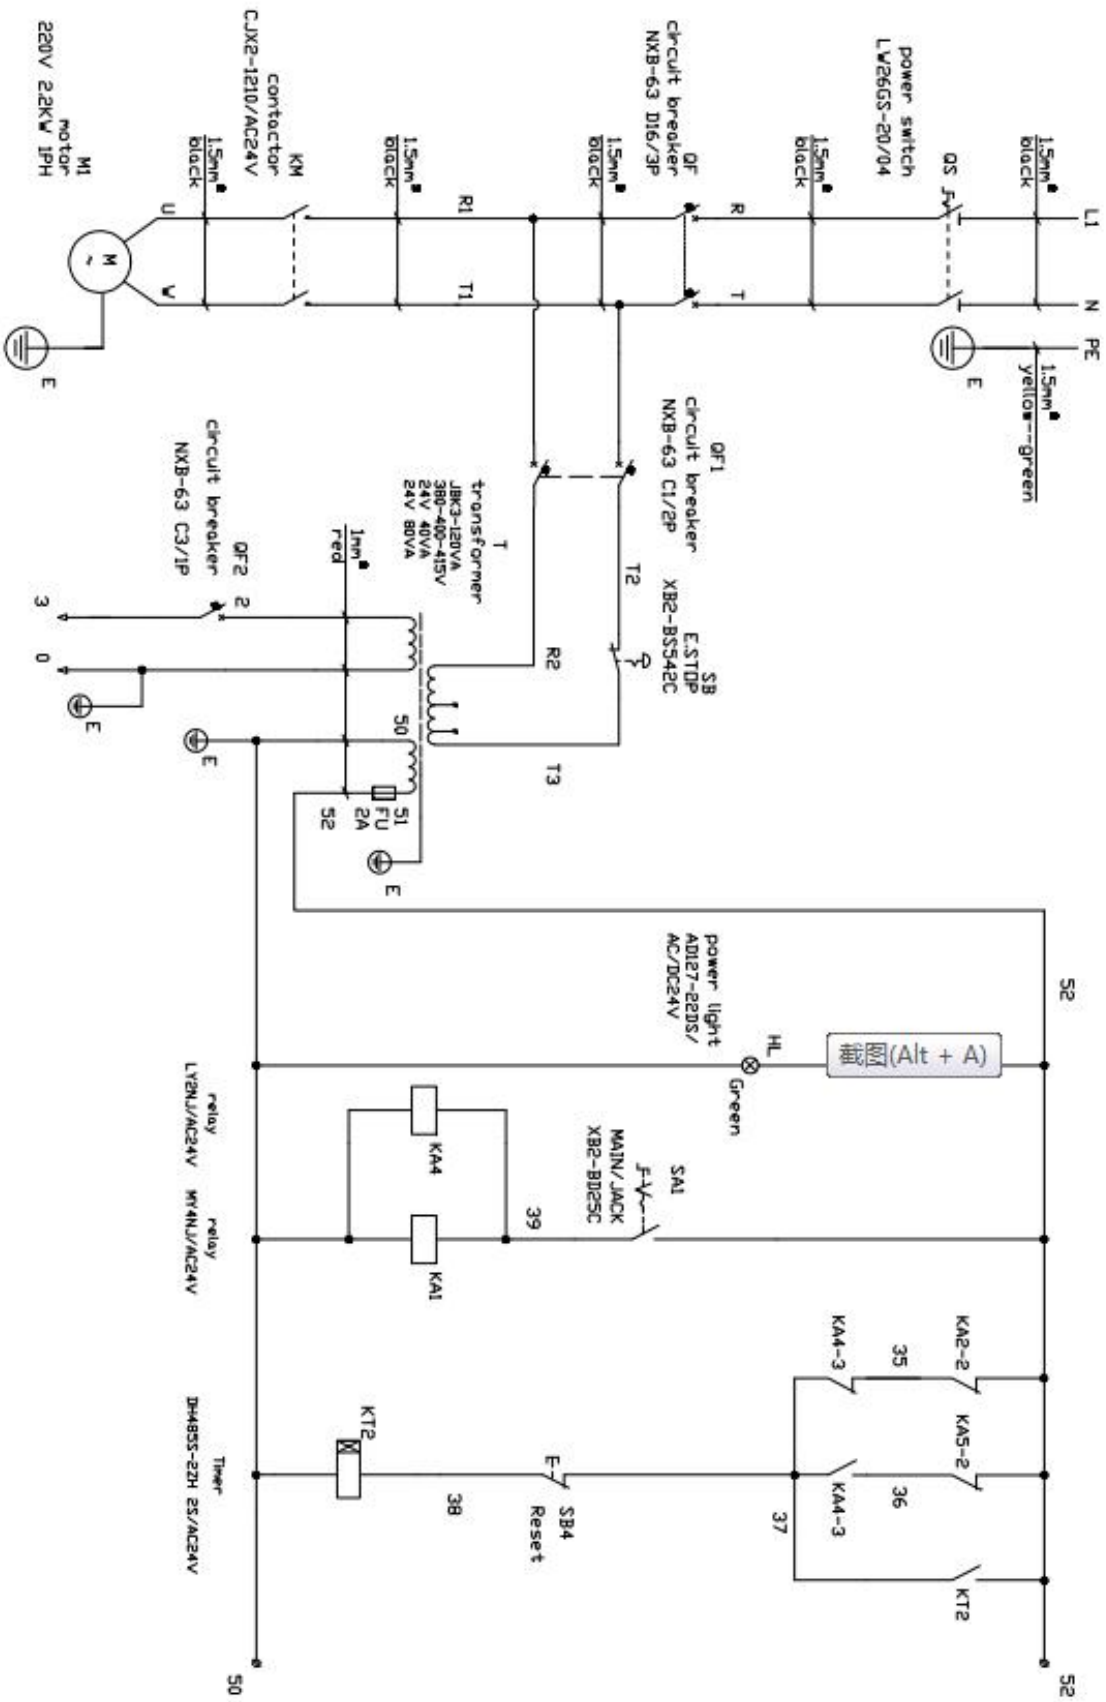 L1
N
PE
1.5mm²
black
1.5mm²
yellow--green
E
power switch
LW26GS-20/04
QS
1.5mm²
black
R
T
QF
circuit breaker
NXB-63 D16/3P
1.5mm²
black
R1
T1
1.5mm²
black
KM
contactor
CJX2-1210/AC24V
1.5mm²
black
U
W
M
~
M1
motor
220V 2.2KW 1PH
E
QF1
circuit breaker
NXB-63 C1/2P
T2
SB
E.STOP
XB2-BS542C
R2
T3
T
transformer
JBK3-120VA
380-400-415V
24V 40VA
24V 80VA
1mm²
red
QF2
circuit breaker
NXB-63 C3/1P
2
3
0
E
50
E
51
FU
2A
52
E
52
power light
AD127-22DS/
AC/DC24V
HL
Green
截图(Alt + A)
SA1
MAIN/JACK
XB2-BD25C
39
KA4
KA1
relay
LY2NJ/AC24V
relay
MY4NJ/AC24V
KA2-2
35
KA4-3
KA5-2
36
KA4-3
KT2
37
SB4
Reset
38
KT2
Timer
DH48SS-2ZH 2S/AC24V
50
52